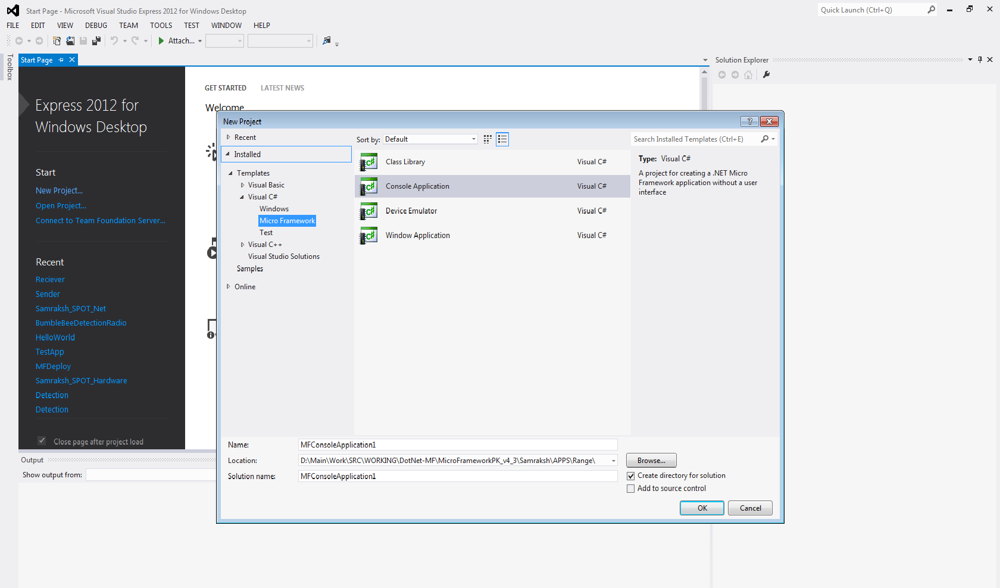 Start Page - Microsoft Visual Studio Express 2012 for Windows Desktop
Quick Launch (Ctrl+Q)
FILE EDIT VIEW DEBUG TEAM TOOLS TEST WINDOW HELP
Attach...
Toolbox
Start Page
Solution Explorer
Express 2012 for
Windows Desktop
Start
New Project...
Open Project...
Connect to Team Foundation Server...
Recent
Reciever
Sender
Samraksh_SPOT_Net
BumbleBeeDetectionRadio
HelloWorld
TestApp
MFDeploy
Samraksh_SPOT_Hardware
Detection
Detection
Close page after project load
GET STARTED LATEST NEWS
Welcome
New Project
?
Recent
Installed
Templates
Visual Basic
Visual C#
Windows
Micro Framework
Test
Visual C++
Visual Studio Solutions
Samples
Online
Sort by: Default
Search Installed Templates (Ctrl+E)
C# Class Library Visual C#
C# Console Application Visual C#
C# Device Emulator Visual C#
C# Window Application Visual C#
Type: Visual C#
A project for creating a .NET Micro
Framework application without a user
interface
Name: MFConsoleApplication1
Location: D:\Main\Work\SRC\WORKING\DotNet-MF\MicroFrameworkPK_v4_3\Samraksh\APPS\Range\
Browse...
Solution name: MFConsoleApplication1
Create directory for solution
Add to source control
OK Cancel
Output
Show output from: